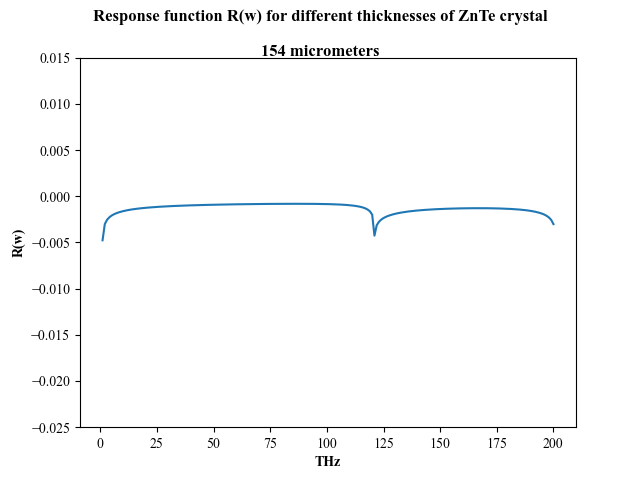 Response function R(w) for different thicknesses of ZnTe crystal
154 micrometers
0.015
0.010
0.005
0.000
−0.005
−0.010
−0.015
−0.020
−0.025
R(w)
0 25 50 75 100 125 150 175 200
THz